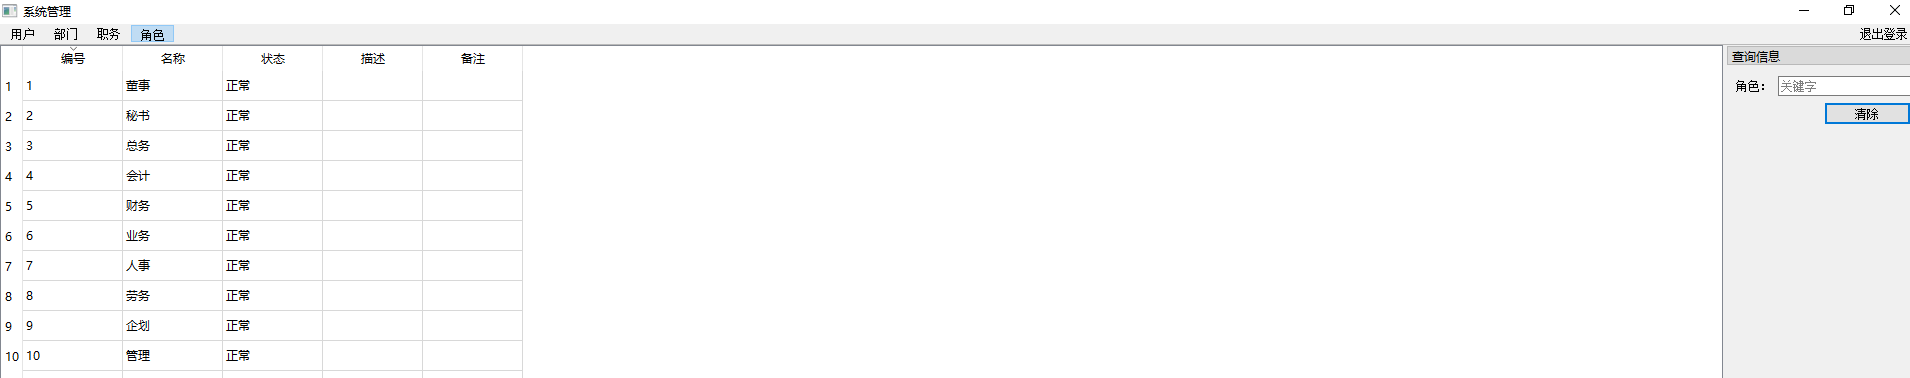 系统管理
用户 部门 职务 角色 退出登录
编号 名称 状态 描述 备注 查询信息
1 1 董事 正常 角色： 关键字
2 2 秘书 正常 清除
3 3 总务 正常
4 4 会计 正常
5 5 财务 正常
6 6 业务 正常
7 7 人事 正常
8 8 劳务 正常
9 9 企划 正常
10 10 管理 正常